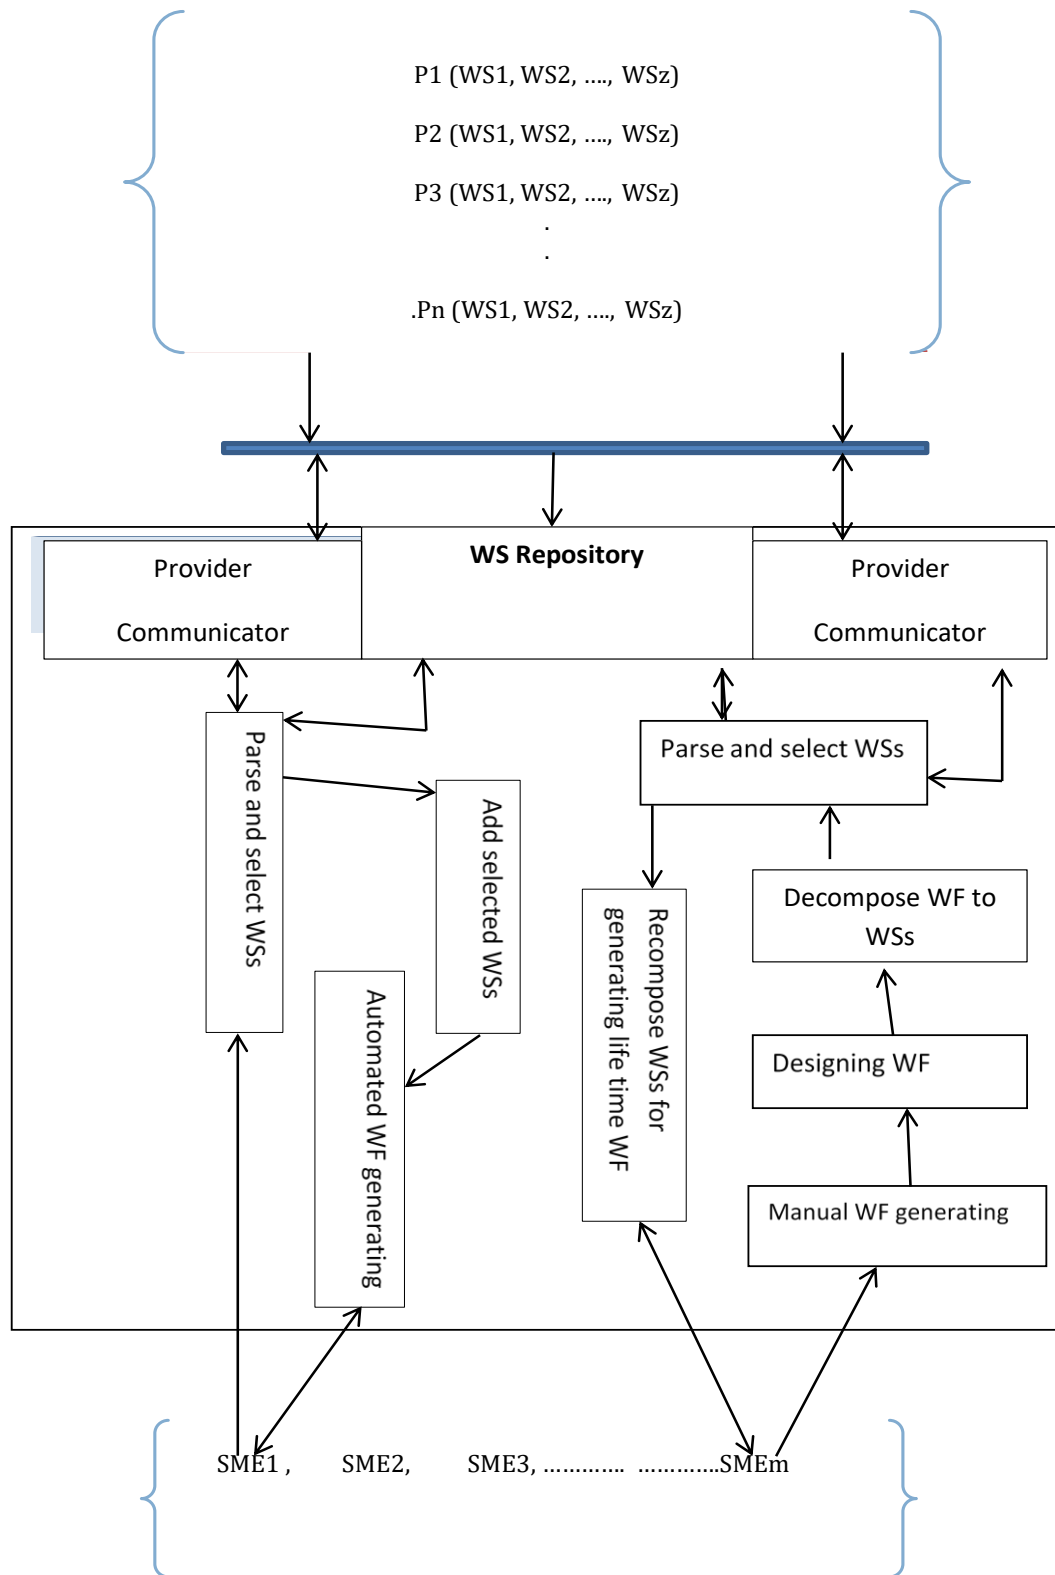 P1 (WS1, WS2, …., WSz)
P2 (WS1, WS2, …., WSz)
P3 (WS1, WS2, …., WSz)
.
.
.Pn (WS1, WS2, …., WSz)
Provider
Communicator
WS Repository
Provider
Communicator
Parse and select WSs
Add selected WSs
Automated WF generating
Parse and select WSs
Recompose WSs for
generating life time WF
Decompose WF to
WSs
Designing WF
Manual WF generating
SME1 , SME2, SME3, …………. ………….SMEm